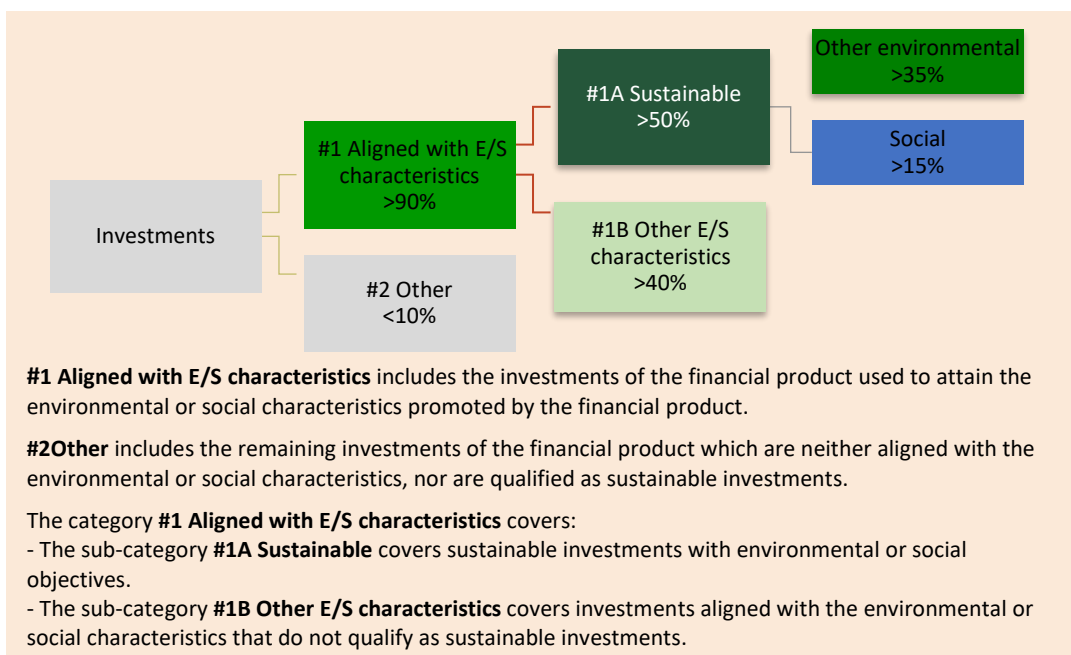 Investments
#1 Aligned with E/S
characteristics
>90%
#2 Other
<10%
#1A Sustainable
>50%
#1B Other E/S
characteristics
>40%
Other environmental
>35%
Social
>15%
#1 Aligned with E/S characteristics includes the investments of the financial product used to attain the
environmental or social characteristics promoted by the financial product.
#2Other includes the remaining investments of the financial product which are neither aligned with the
environmental or social characteristics, nor are qualified as sustainable investments.
The category #1 Aligned with E/S characteristics covers:
- The sub-category #1A Sustainable covers sustainable investments with environmental or social
objectives.
- The sub-category #1B Other E/S characteristics covers investments aligned with the environmental or
social characteristics that do not qualify as sustainable investments.